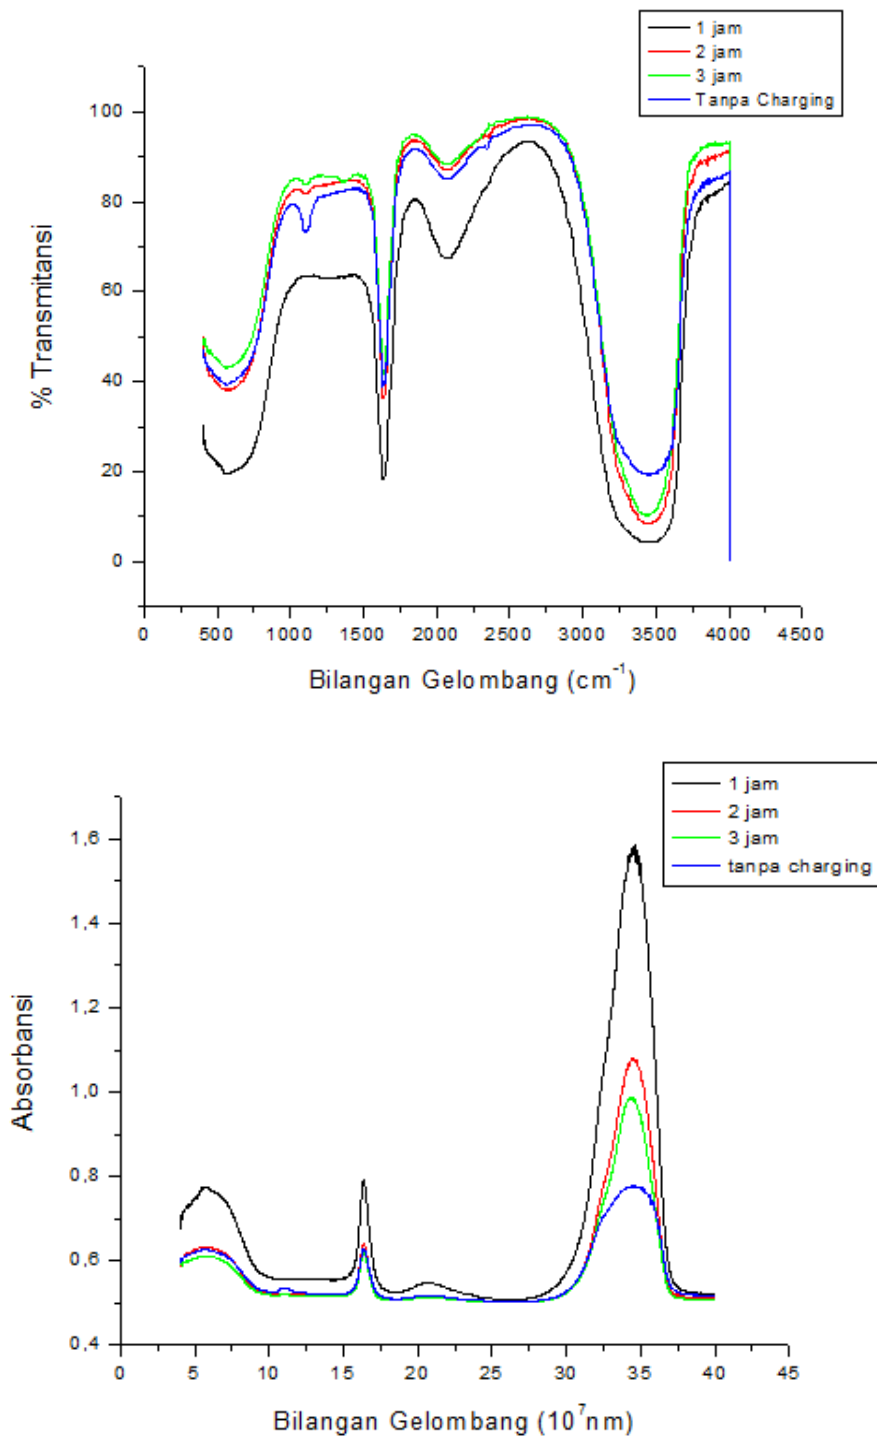 1 jam
2 jam
3 jam
Tanpa Charging
100
80
60
40
20
0
% Transmitansi
0 500 1000 1500 2000 2500 3000 3500 4000 4500
Bilangan Gelombang (cm⁻¹)
1 jam
2 jam
3 jam
tanpa charging
1,6
1,4
1,2
1,0
0,8
0,6
0,4
Absorbansi
0 5 10 15 20 25 30 35 40 45
Bilangan Gelombang (10⁷nm)